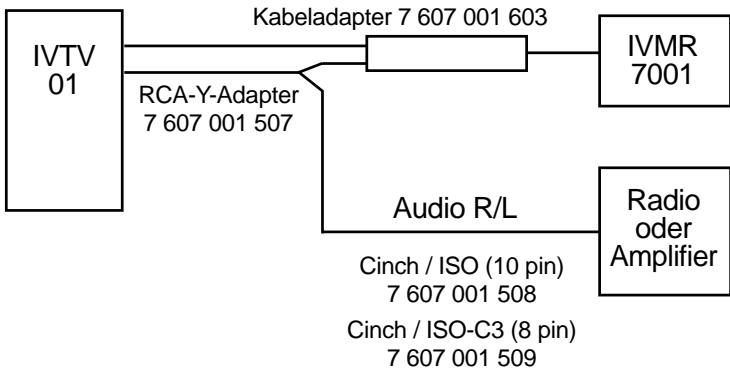 Kabeladapter 7 607 001 603
IVTV
01
IVMR
7001
RCA-Y-Adapter
7 607 001 507
Audio R/L
Radio
oder
Amplifier
Cinch / ISO (10 pin)
7 607 001 508
Cinch / ISO-C3 (8 pin)
7 607 001 509